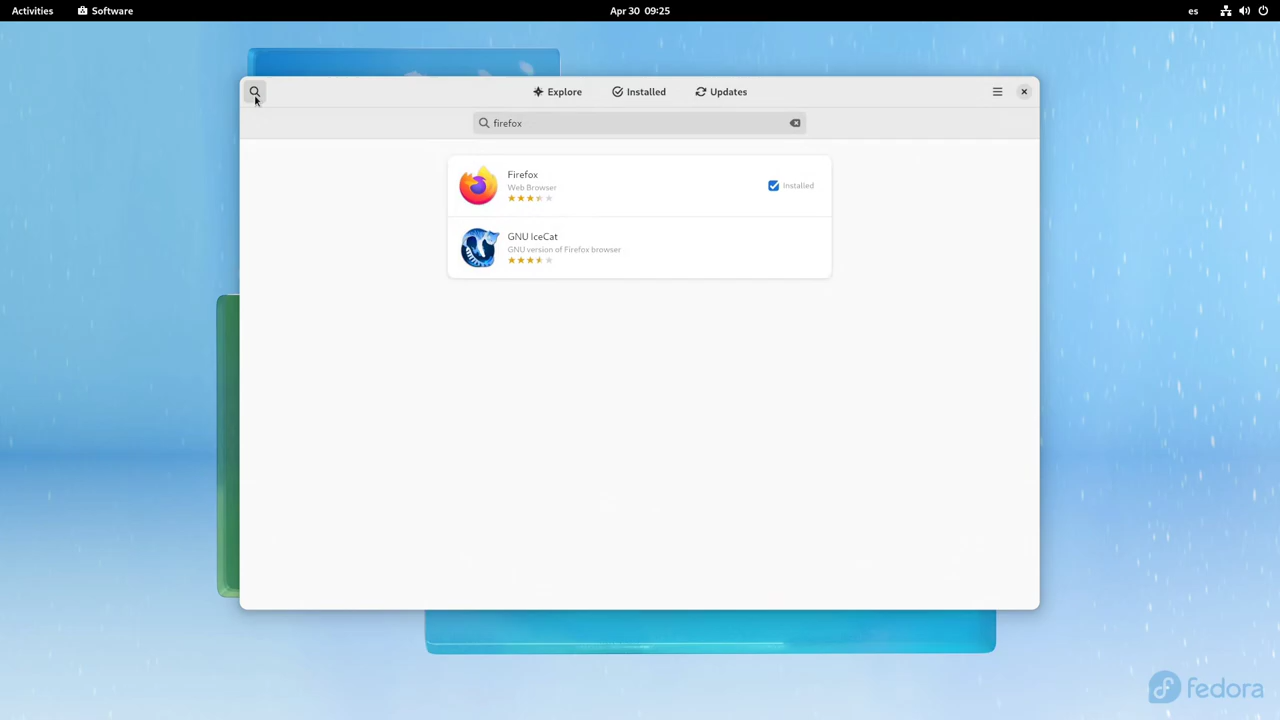 Activities Software Apr 30 09:25 es
Explore Installed Updates
firefox
Firefox
Web Browser
Installed
GNU IceCat
GNU version of Firefox browser
fedora